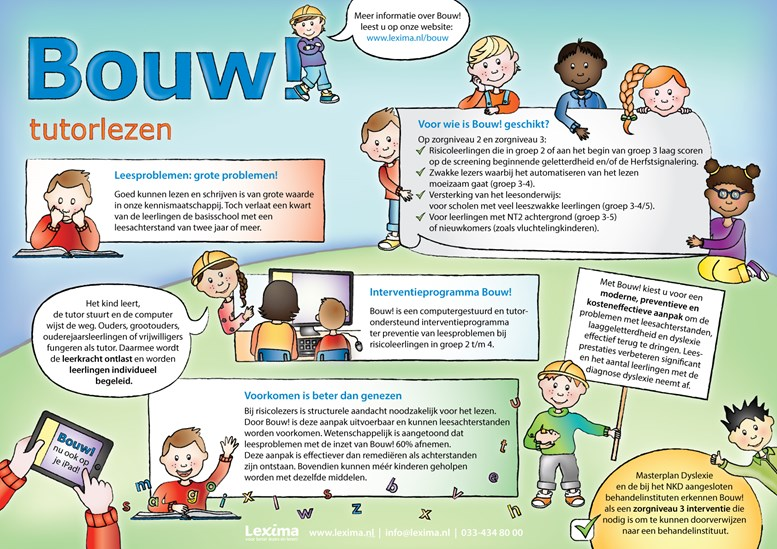 Bouw!
tutorlezen
Meer informatie over Bouw!
leest u op onze website:
www.lexima.nl/bouw
Leesproblemen: grote problemen!
Goed kunnen lezen en schrijven is van grote waarde
in onze kennismaatschappij. Toch verlaat een kwart
van de leerlingen de basisschool met een
leesachterstand van twee jaar of meer.
Voor wie is Bouw! geschikt?
Op zorgniveau 2 en zorgniveau 3:
Risicoleerlingen die in groep 2 of aan het begin van groep 3 laag scoren
op de screening beginnende geletterdheid en/of de Herfstsignalering.
Zwakke lezers waarbij het automatiseren van het lezen
moeizaam gaat (groep 3-4).
Versterking van het leesonderwijs:
voor scholen met veel leeszwakke leerlingen (groep 3-4/5).
Voor leerlingen met NT2 achtergrond (groep 3-5)
of nieuwkomers (zoals vluchtelingkinderen).
Het kind leert,
de tutor stuurt en de computer
wijst de weg. Ouders, grootouders,
ouderejaarsleerlingen of vrijwilligers
fungeren als tutor. Daarmee wordt
de leerkracht ontlast en worden
leerlingen individueel
begeleid.
Interventieprogramma Bouw!
Bouw! is een computergestuurd en tutor-
ondersteund interventieprogramma
ter preventie van leesproblemen bij
risicoleerlingen in groep 2 t/m 4.
Met Bouw! kiest u voor een
moderne, preventieve en
kosteneffectieve aanpak om de
problemen met leesachterstanden,
laaggeletterdheid en dyslexie
effectief terug te dringen. Lees-
prestaties verbeteren significant
en het aantal leerlingen met de
diagnose dyslexie neemt af.
Voorkomen is beter dan genezen
Bij risicolezers is structurele aandacht noodzakelijk voor het lezen.
Door Bouw! is deze aanpak uitvoerbaar en kunnen leesachterstanden
worden voorkomen. Wetenschappelijk is aangetoond dat
leesproblemen met de inzet van Bouw! 60% afnemen.
Deze aanpak is effectiever dan remediëren als achterstanden
zijn ontstaan. Bovendien kunnen méér kinderen geholpen
worden met dezelfde middelen.
Bouw!
nu ook op
je iPad!
Masterplan Dyslexie
en de bij het NKD aangesloten
behandelinstituten erkennen Bouw!
als een zorgniveau 3 interventie die
nodig is om te kunnen doorverwijzen
naar een behandelinstituut.
Lexima www.lexima.nl | info@lexima.nl | 033-434 80 00